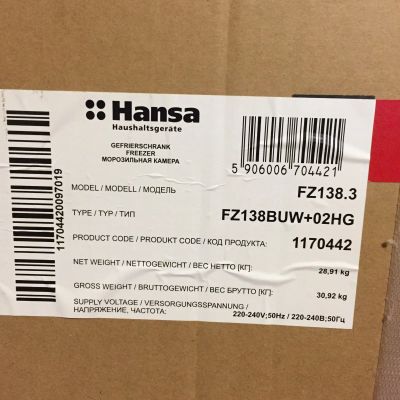 Hansa
Haushaltsgeräte
GEFRIERSCHRANK
FREEZER
МОРОЗИЛЬНАЯ КАМЕРА
5 906006 704421
11704420097019
MODEL / MODELL / МОДЕЛЬ FZ138.3
TYPE / TYP / ТИП FZ138BUW+02HG
PRODUCT CODE / PRODUKT CODE / КОД ПРОДУКТА: 1170442
NET WEIGHT / NETTOGEWICHT / ВЕС НЕТТО [КГ]: 28,91 kg
GROSS WEIGHT / BRUTTOGEWICHT / ВЕС БРУТТО [КГ]: 30,92 kg
SUPPLY VOLTAGE / VERSORGUNGSSPANNUNG /
НАПРЯЖЕНИЕ, ЧАСТОТА: 220-240V;50Hz / 220-240В;50Гц